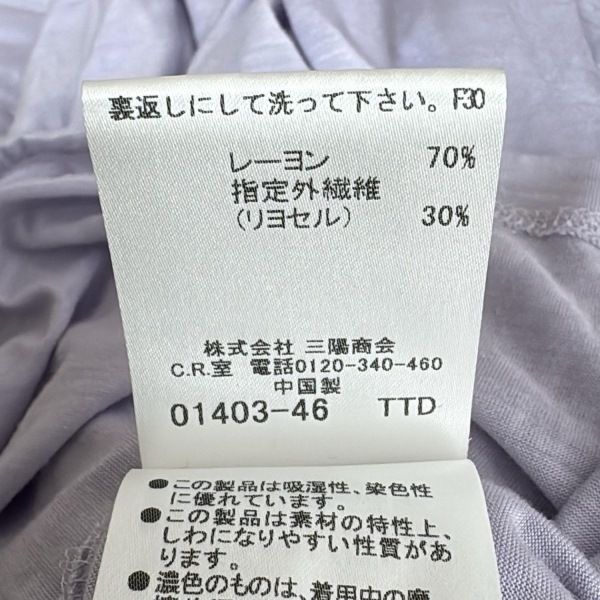 裏返しにして洗って下さい。F30
レーヨン 70%
指定外繊維
(リヨセル) 30%
株式会社 三陽商会
C.R.室 電話0120-340-460
中国製
01403-46 TTD
●この製品は吸湿性、染色性
に優れています。
●この製品は素材の特性上、
しわになりやすい性質があ
ります。
●濃色のものは、着用中の摩